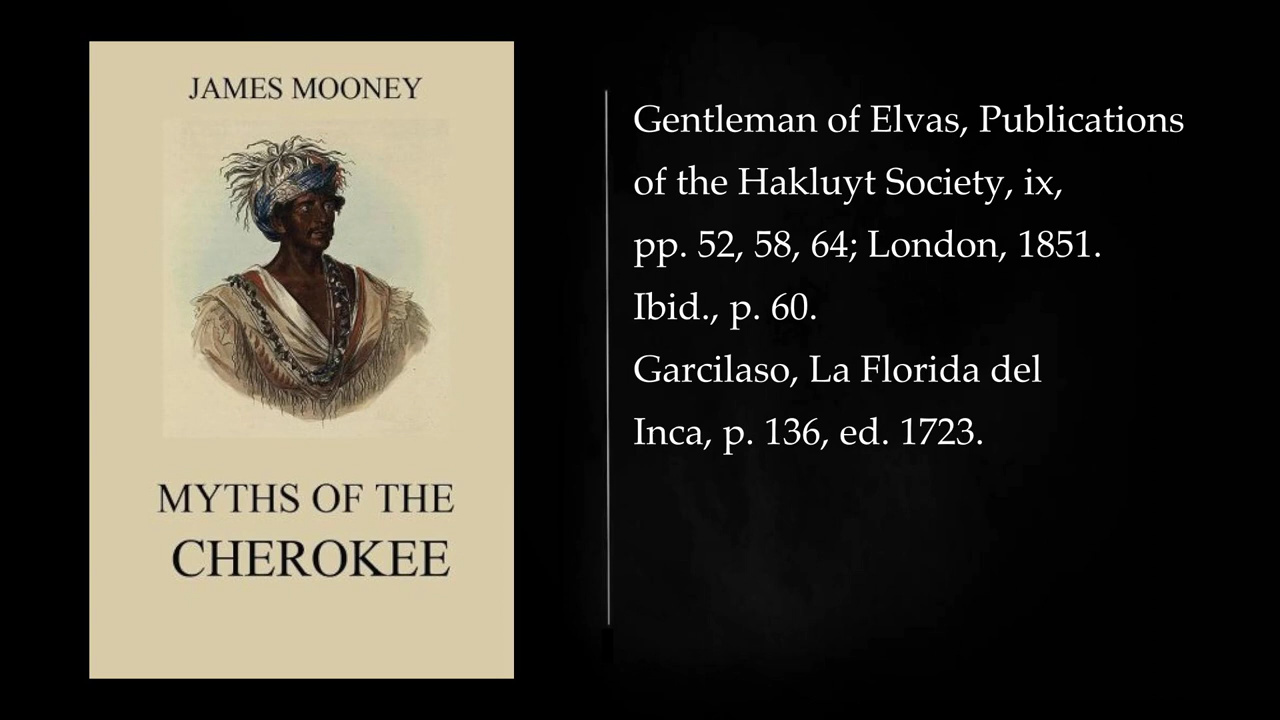 JAMES MOONEY
MYTHS OF THE
CHEROKEE
Gentleman of Elvas, Publications
of the Hakluyt Society, ix,
pp. 52, 58, 64; London, 1851.
Ibid., p. 60.
Garcilaso, La Florida del
Inca, p. 136, ed. 1723.